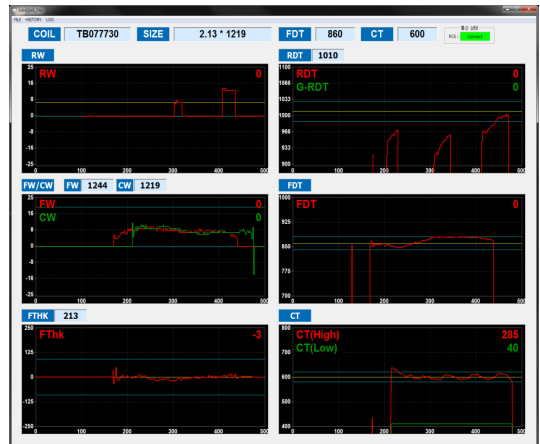 FILE HISTORY LOG
COIL TB077730 SIZE 2.13 * 1219 FDT 860 CT 600
통신 상태
PCS : Connect
RW
25
16
8
0
-8
-16
-25
RW 0
0 100 200 300 400 500
RDT 1010
1100
1066
1033
1000
966
933
900
RDT 0
G-RDT 0
0 100 200 300 400 500
FW/CW FW 1244 CW 1219
25
16
8
0
-8
-16
-25
FW 0
CW 0
0 100 200 300 400 500
FDT
1000
925
850
775
700
FDT 0
0 100 200 300 400 500
FTHK 213
250
125
0
-125
-250
FThk -3
0 100 200 300 400 500
CT
800
700
600
500
400
CT(High) 285
CT(Low) 40
0 100 200 300 400 500